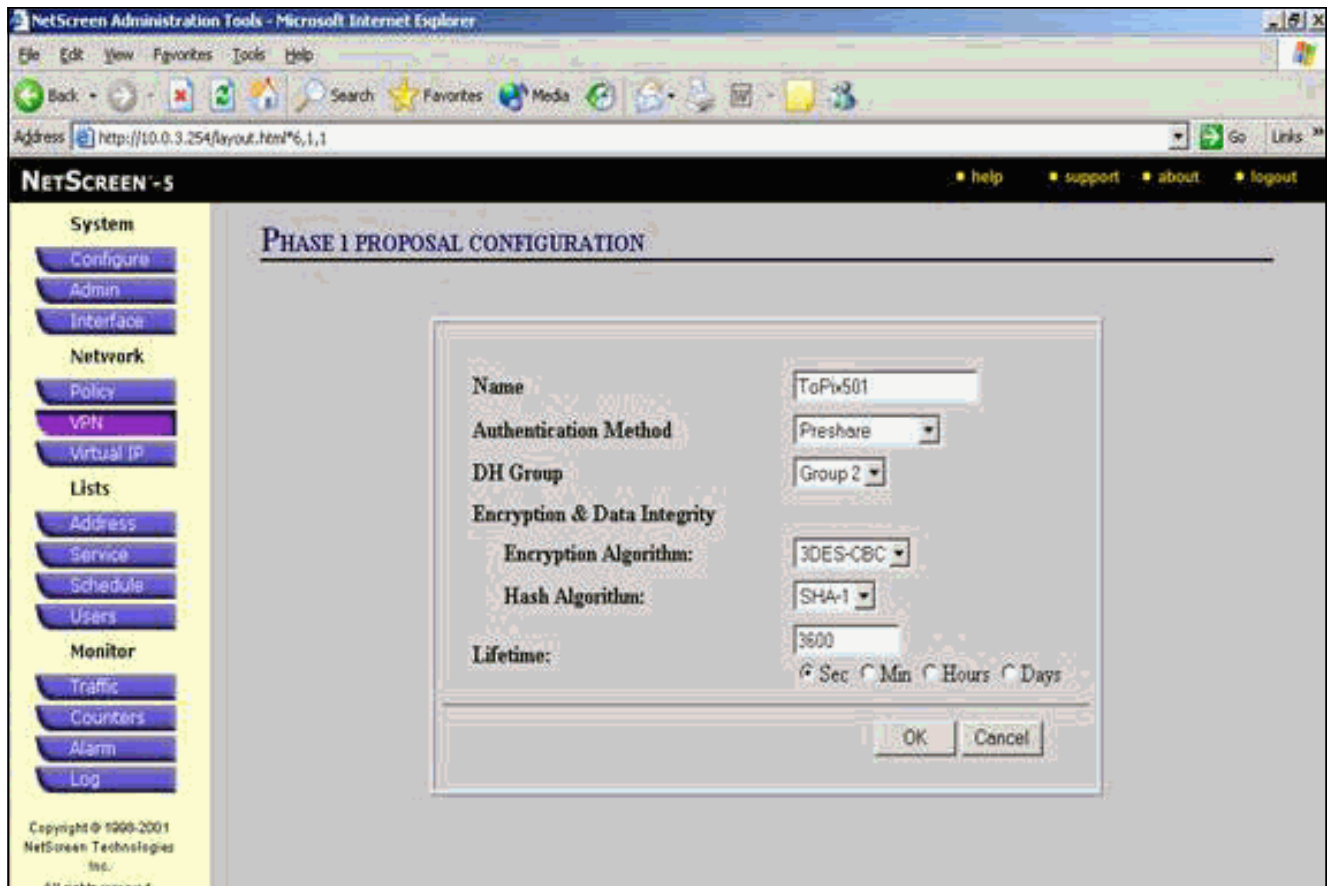 NetScreen Administration Tools - Microsoft Internet Explorer
File Edit View Favorites Tools Help
Back Search Favorites Media
Address http://10.0.3.254/layout.html*6,1,1 Go Links »
NETSCREEN-5 help support about logout
System
Configure
Admin
Interface
Network
Policy
VPN
Virtual IP
Lists
Address
Service
Schedule
Users
Monitor
Traffic
Counters
Alarm
Log
Copyright © 1998-2001
NetScreen Technologies
Inc.
All rights reserved
PHASE 1 PROPOSAL CONFIGURATION
Name ToPix501
Authentication Method Preshare
DH Group Group 2
Encryption & Data Integrity
Encryption Algorithm: 3DES-CBC
Hash Algorithm: SHA-1
Lifetime: 3600
Sec Min Hours Days
OK Cancel